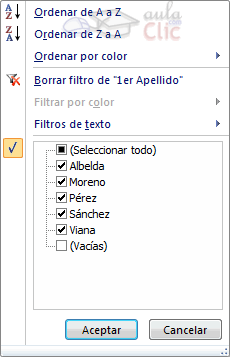 Ordenar de A a Z
aula
.com
Clic
Ordenar de Z a A
Ordenar por color
Borrar filtro de "1er Apellido"
Filtrar por color
Filtros de texto
(Seleccionar todo)
Albelda
Moreno
Pérez
Sánchez
Viana
(Vacías)
Aceptar Cancelar